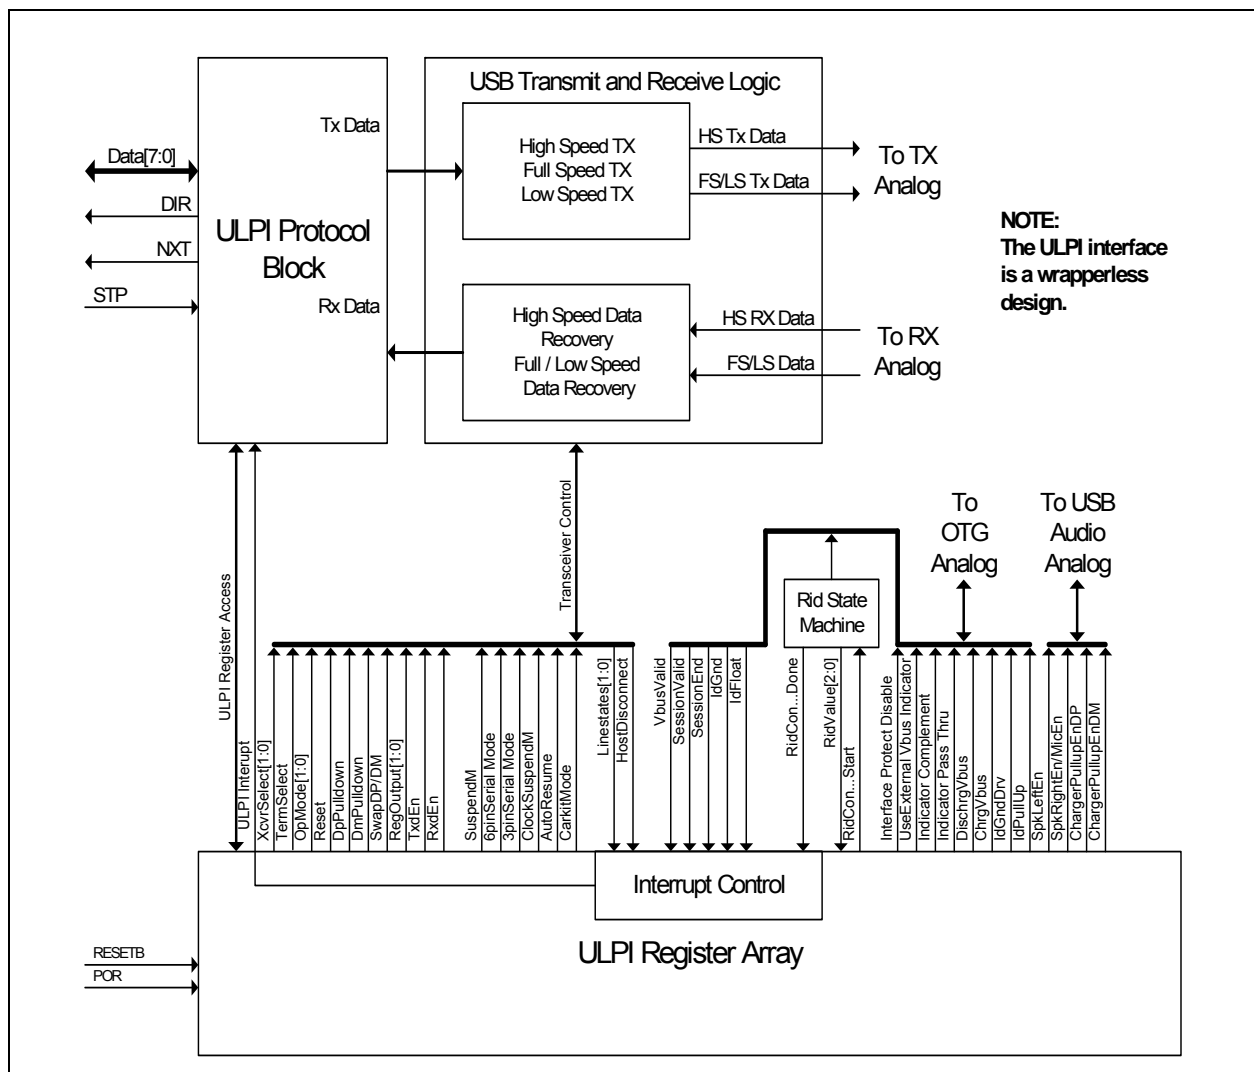 USB Transmit and Receive Logic
Tx Data
High Speed TX
Full Speed TX
Low Speed TX
HS Tx Data
FS/LS Tx Data
To TX
Analog
Data[7:0]
DIR
NXT
STP
ULPI Protocol
Block
Rx Data
High Speed Data
Recovery
Full / Low Speed
Data Recovery
HS RX Data
FS/LS Data
To RX
Analog
NOTE:
The ULPI interface
is a wrapperless
design.
To
OTG
Analog
To USB
Audio
Analog
Rid State
Machine
ULPI Register Access
ULPI Interupt
Transceiver Control
XcvrSelect[1:0]
TermSelect
OpMode[1:0]
Reset
DpPulldown
DmPulldown
SwapDP/DM
RegOutput[1:0]
TxdEn
RxdEn
SuspendM
6pinSerial Mode
3pinSerial Mode
ClockSuspendM
AutoResume
CarkitMode
Linestates[1:0]
HostDisconnect
VbusValid
SessionValid
SessionEnd
IdGnd
IdFloat
RidCon...Done
RidValue[2:0]
RidCon...Start
Interface Protect Disable
UseExternal Vbus Indicator
Indicator Complement
Indicator Pass Thru
DischrgVbus
ChrgVbus
IdGndDrv
IdPullUp
SpkLeftEn
SpkRightEn/MicEn
ChargerPullupEnDP
ChargerPullupEnDM
Interrupt Control
ULPI Register Array
RESETB
POR